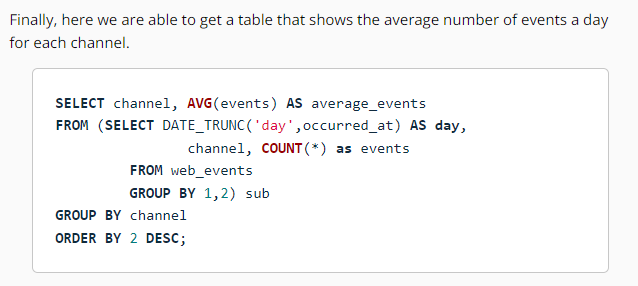 Finally, here we are able to get a table that shows the average number of events a day
for each channel.
SELECT channel, AVG(events) AS average_events
FROM (SELECT DATE_TRUNC('day',occurred_at) AS day,
channel, COUNT(*) as events
FROM web_events
GROUP BY 1,2) sub
GROUP BY channel
ORDER BY 2 DESC;